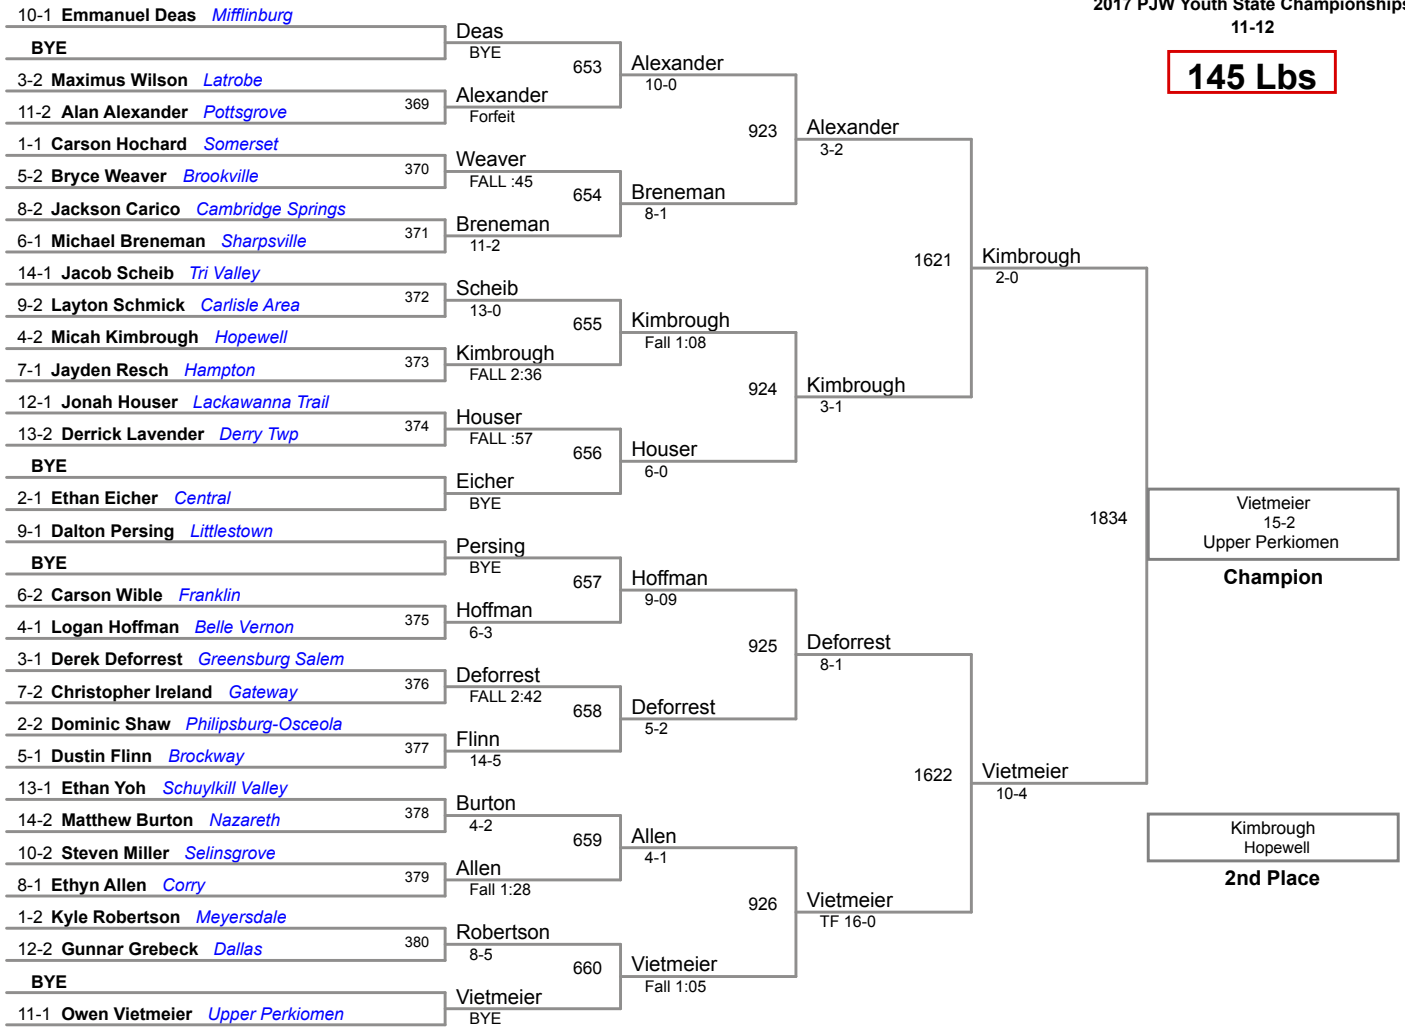 2017 PJW Youth State Championships
11-12
145 Lbs
10-1 Emmanuel Deas Mifflinburg
BYE
3-2 Maximus Wilson Latrobe
11-2 Alan Alexander Pottsgrove
1-1 Carson Hochard Somerset
5-2 Bryce Weaver Brookville
8-2 Jackson Carico Cambridge Springs
6-1 Michael Breneman Sharpsville
14-1 Jacob Scheib Tri Valley
9-2 Layton Schmick Carlisle Area
4-2 Micah Kimbrough Hopewell
7-1 Jayden Resch Hampton
12-1 Jonah Houser Lackawanna Trail
13-2 Derrick Lavender Derry Twp
BYE
2-1 Ethan Eicher Central
9-1 Dalton Persing Littlestown
BYE
6-2 Carson Wible Franklin
4-1 Logan Hoffman Belle Vernon
3-1 Derek Deforrest Greensburg Salem
7-2 Christopher Ireland Gateway
2-2 Dominic Shaw Philipsburg-Osceola
5-1 Dustin Flinn Brockway
13-1 Ethan Yoh Schuylkill Valley
14-2 Matthew Burton Nazareth
10-2 Steven Miller Selinsgrove
8-1 Ethyn Allen Corry
1-2 Kyle Robertson Meyersdale
12-2 Gunnar Grebeck Dallas
BYE
11-1 Owen Vietmeier Upper Perkiomen
369
370
371
372
373
374
375
376
377
378
379
380
Deas
BYE
Alexander
Forfeit
Weaver
FALL :45
Breneman
11-2
Scheib
13-0
Kimbrough
FALL 2:36
Houser
FALL :57
Eicher
BYE
Persing
BYE
Hoffman
6-3
Deforrest
FALL 2:42
Flinn
14-5
Burton
4-2
Allen
Fall 1:28
Robertson
8-5
Vietmeier
BYE
653
654
655
656
657
658
659
660
Alexander
10-0
Breneman
8-1
Kimbrough
Fall 1:08
Houser
6-0
Hoffman
9-09
Deforrest
5-2
Allen
4-1
Vietmeier
Fall 1:05
923
924
925
926
Alexander
3-2
Kimbrough
3-1
Deforrest
8-1
Vietmeier
TF 16-0
1621
1622
Kimbrough
2-0
Vietmeier
10-4
1834
Vietmeier
15-2
Upper Perkiomen
Champion
Kimbrough
Hopewell
2nd Place